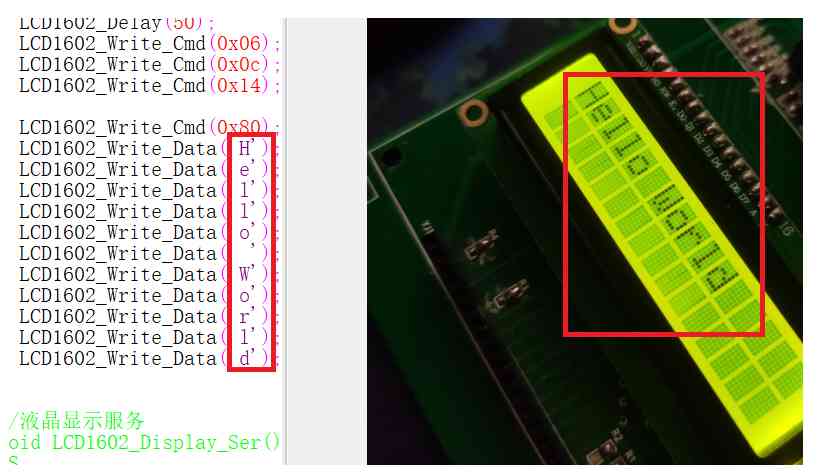 LCD1602_Delay(50);
LCD1602_Write_Cmd(0x06);
LCD1602_Write_Cmd(0x0c);
LCD1602_Write_Cmd(0x14);
LCD1602_Write_Cmd(0x80);
LCD1602_Write_Data( H');
LCD1602_Write_Data( e');
LCD1602_Write_Data( l');
LCD1602_Write_Data( l');
LCD1602_Write_Data( o');
LCD1602_Write_Data(  ');
LCD1602_Write_Data( W');
LCD1602_Write_Data( o');
LCD1602_Write_Data( r');
LCD1602_Write_Data( l');
LCD1602_Write_Data( d');
/液晶显示服务
oid LCD1602_Display_Ser()
Hello World
16